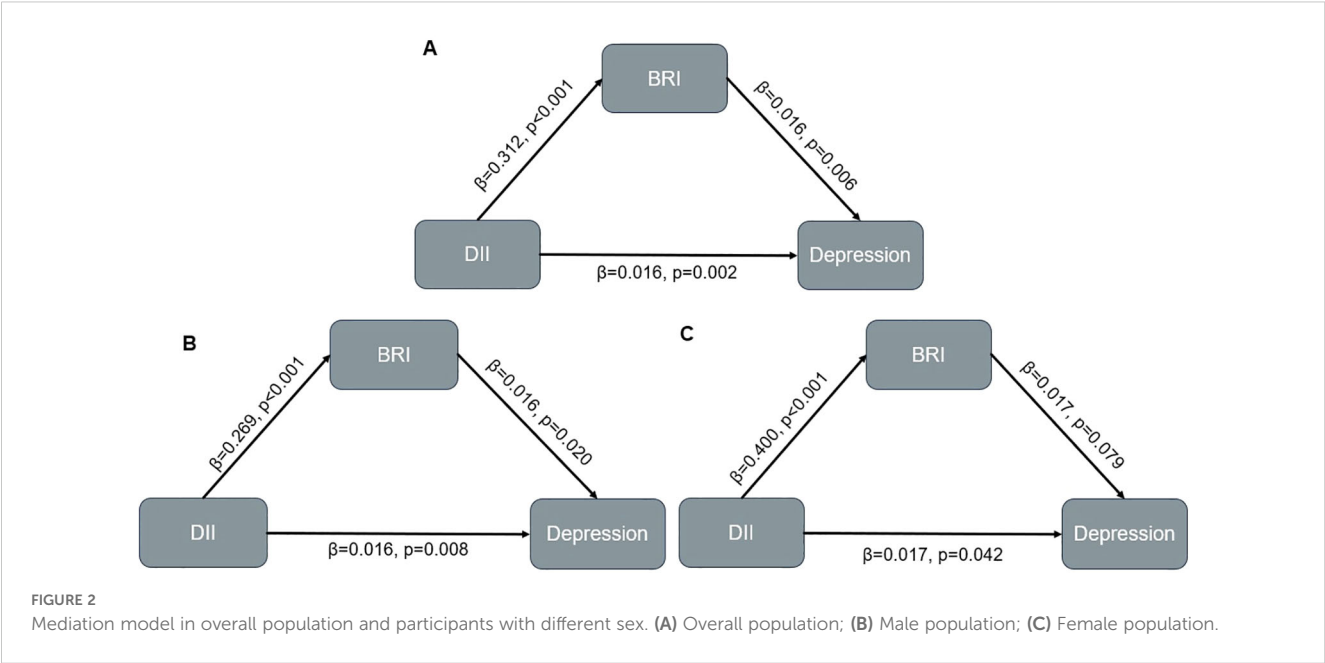 A
BRI
β=0.312, p<0.001
β=0.016, p=0.006
DII
Depression
β=0.016, p=0.002
B
BRI
β=0.269, p<0.001
β=0.016, p=0.020
DII
Depression
β=0.016, p=0.008
C
BRI
β=0.400, p<0.001
β=0.017, p=0.079
DII
Depression
β=0.017, p=0.042
FIGURE 2
Mediation model in overall population and participants with different sex. (A) Overall population; (B) Male population; (C) Female population.